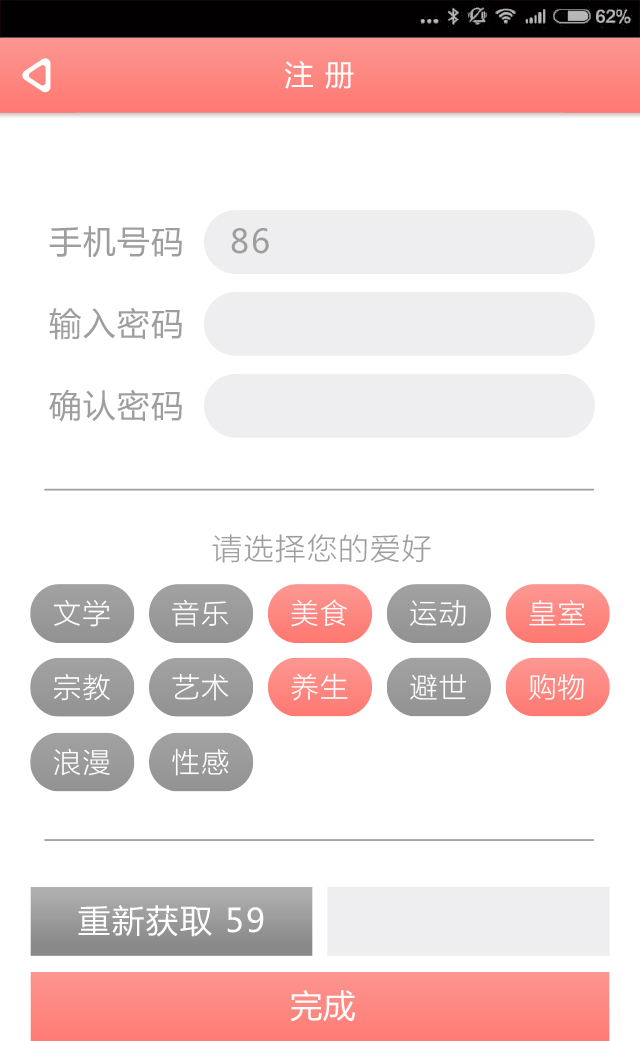 62%
注 册
手机号码 86
输入密码
确认密码
请选择您的爱好
文学 音乐 美食 运动 皇室
宗教 艺术 养生 避世 购物
浪漫 性感
重新获取 59
完成